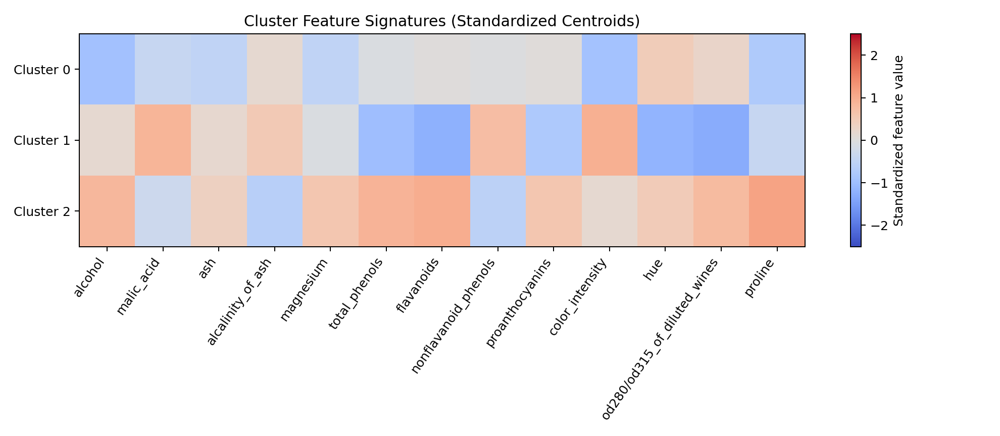 Cluster Feature Signatures (Standardized Centroids)
Cluster 0
Cluster 1
Cluster 2
alcohol
malic_acid
ash
alcalinity_of_ash
magnesium
total_phenols
flavanoids
nonflavanoid_phenols
proanthocyanins
color_intensity
hue
od280/od315_of_diluted_wines
proline
2
1
0
−1
−2
Standardized feature value